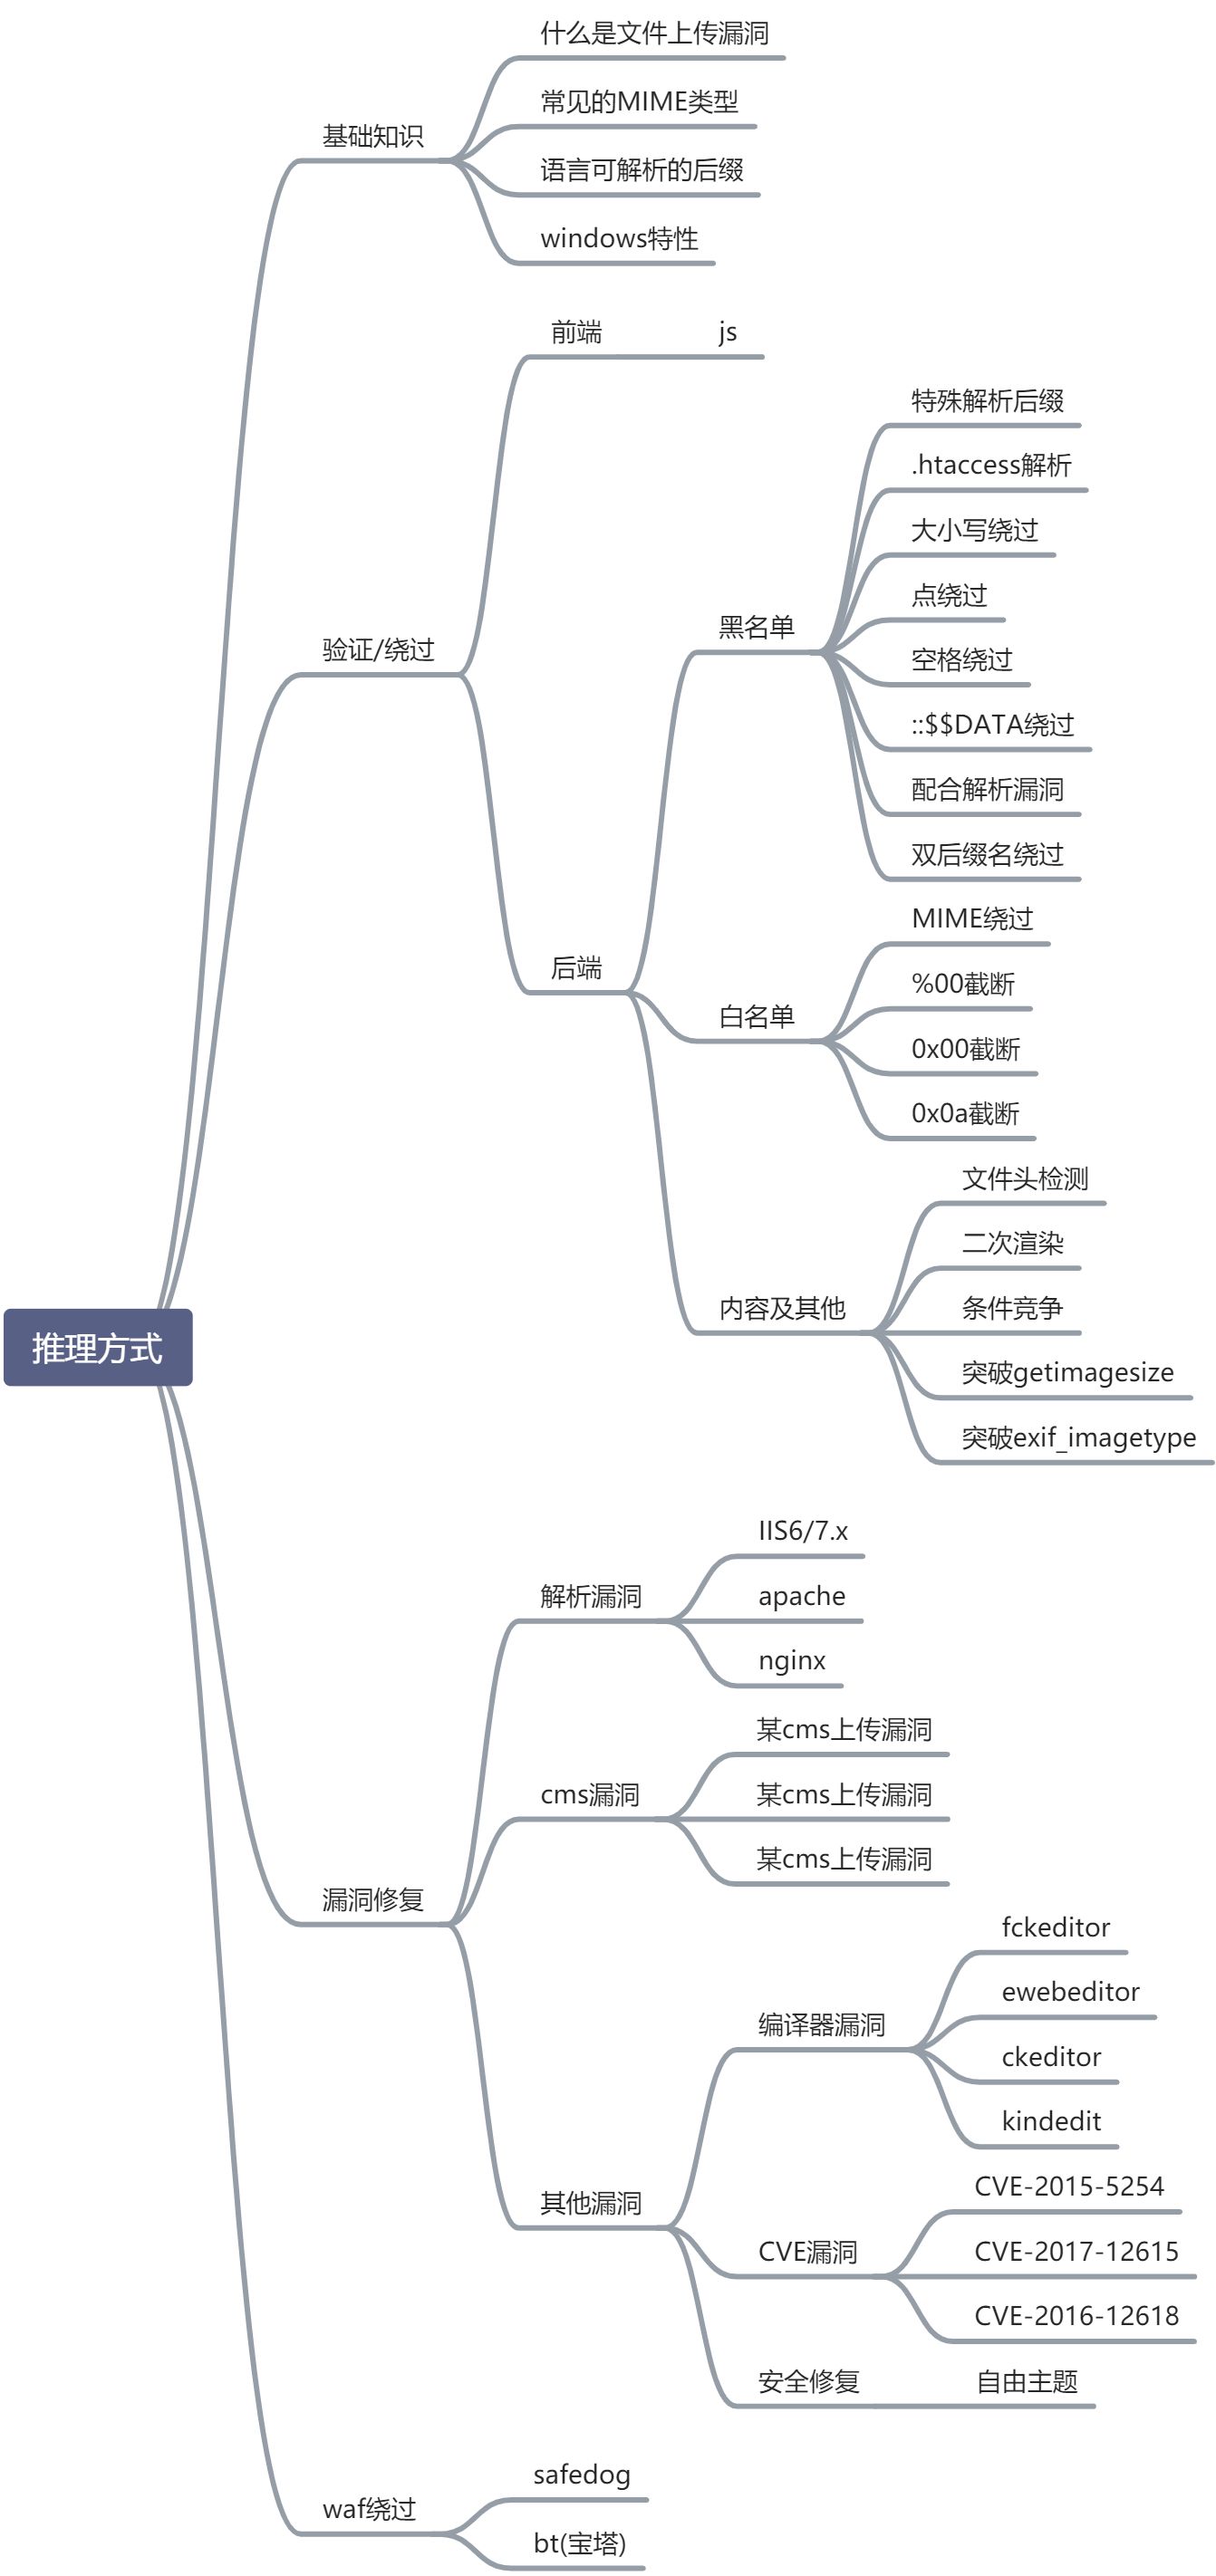 什么是文件上传漏洞
常见的MIME类型
基础知识
语言可解析的后缀
windows特性
前端
js
特殊解析后缀
.htaccess解析
大小写绕过
点绕过
黑名单
验证/绕过
空格绕过
::$$DATA绕过
配合解析漏洞
双后缀名绕过
MIME绕过
后端
%00截断
白名单
0x00截断
0x0a截断
文件头检测
二次渲染
内容及其他
条件竞争
推理方式
突破getimagesize
突破exif_imagetype
IIS6/7.x
解析漏洞
apache
nginx
某cms上传漏洞
cms漏洞
某cms上传漏洞
某cms上传漏洞
漏洞修复
fckeditor
ewebeditor
编译器漏洞
ckeditor
kindedit
CVE-2015-5254
其他漏洞
CVE漏洞
CVE-2017-12615
CVE-2016-12618
安全修复
自由主题
safedog
waf绕过
bt(宝塔)